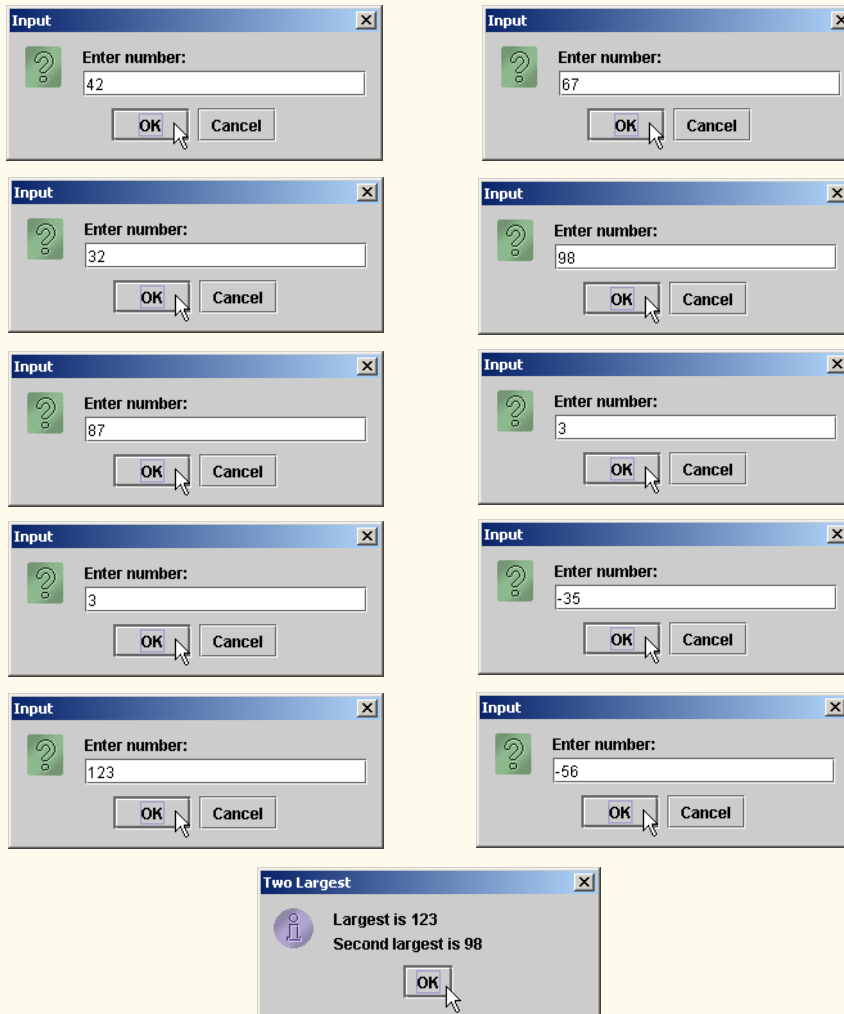 Input
Enter number:
42
OK Cancel
Input
Enter number:
67
OK Cancel
Input
Enter number:
32
OK Cancel
Input
Enter number:
98
OK Cancel
Input
Enter number:
87
OK Cancel
Input
Enter number:
3
OK Cancel
Input
Enter number:
3
OK Cancel
Input
Enter number:
-35
OK Cancel
Input
Enter number:
123
OK Cancel
Input
Enter number:
-56
OK Cancel
Two Largest
Largest is 123
Second largest is 98
OK